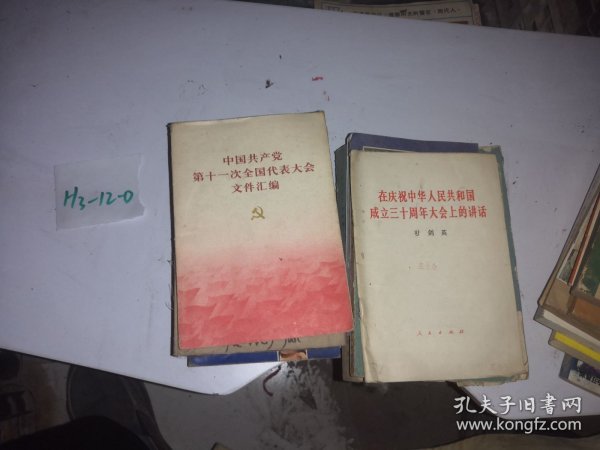 H3-12-0
中国共产党
第十一次全国代表大会
文件汇编
在庆祝中华人民共和国
成立三十周年大会上的讲话
叶剑英
人民出版社
孔夫子旧书网
www.kongfz.com